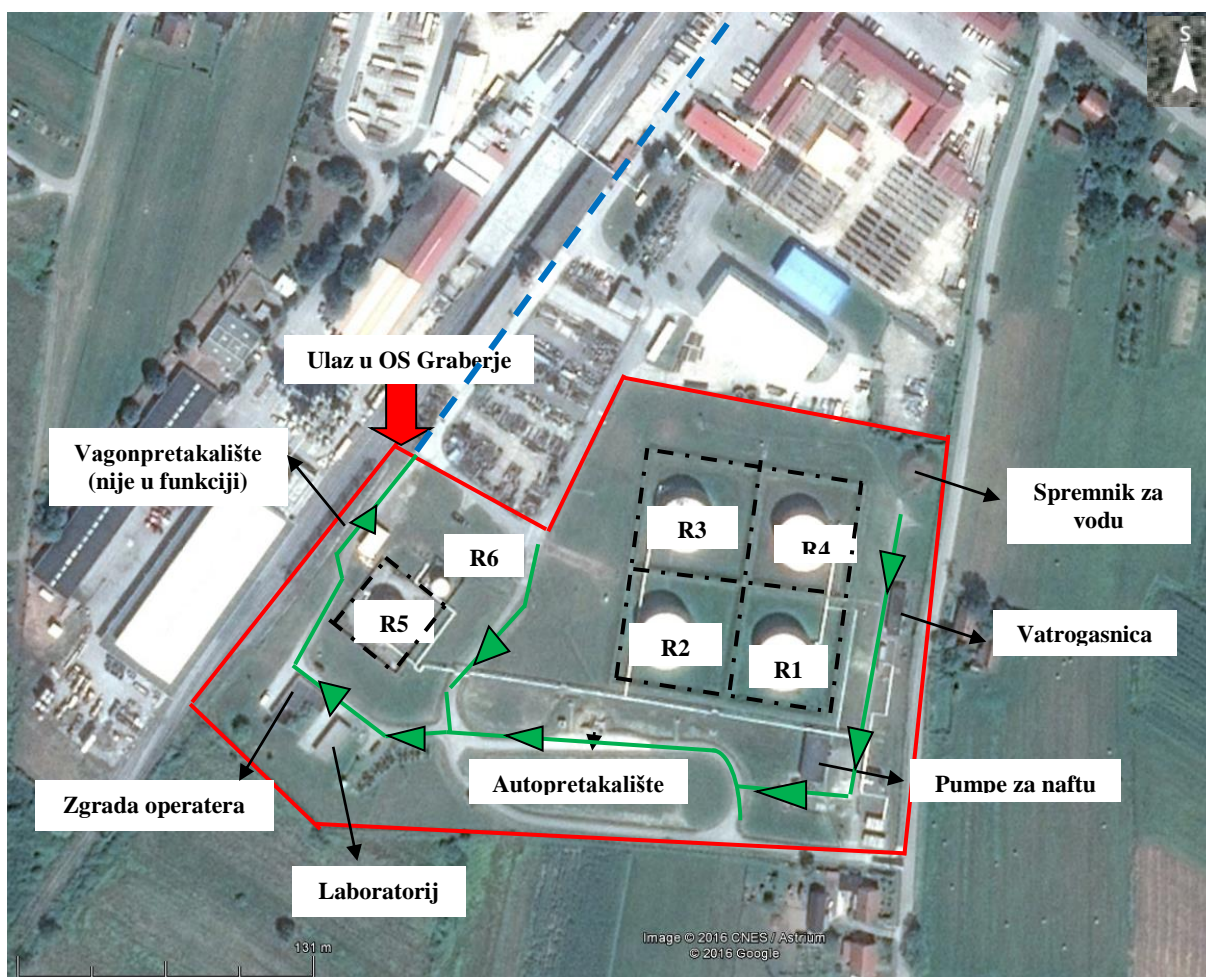 S
Ulaz u OS Graberje
Vagonpretakalište
(nije u funkciji)
R3
R4
Spremnik za
vodu
R6
R5
R2
R1
Vatrogasnica
Autopretakalište
Pumpe za naftu
Zgrada operatera
Laboratorij
131 m
Image © 2016 CNES / Astrium
© 2016 Google